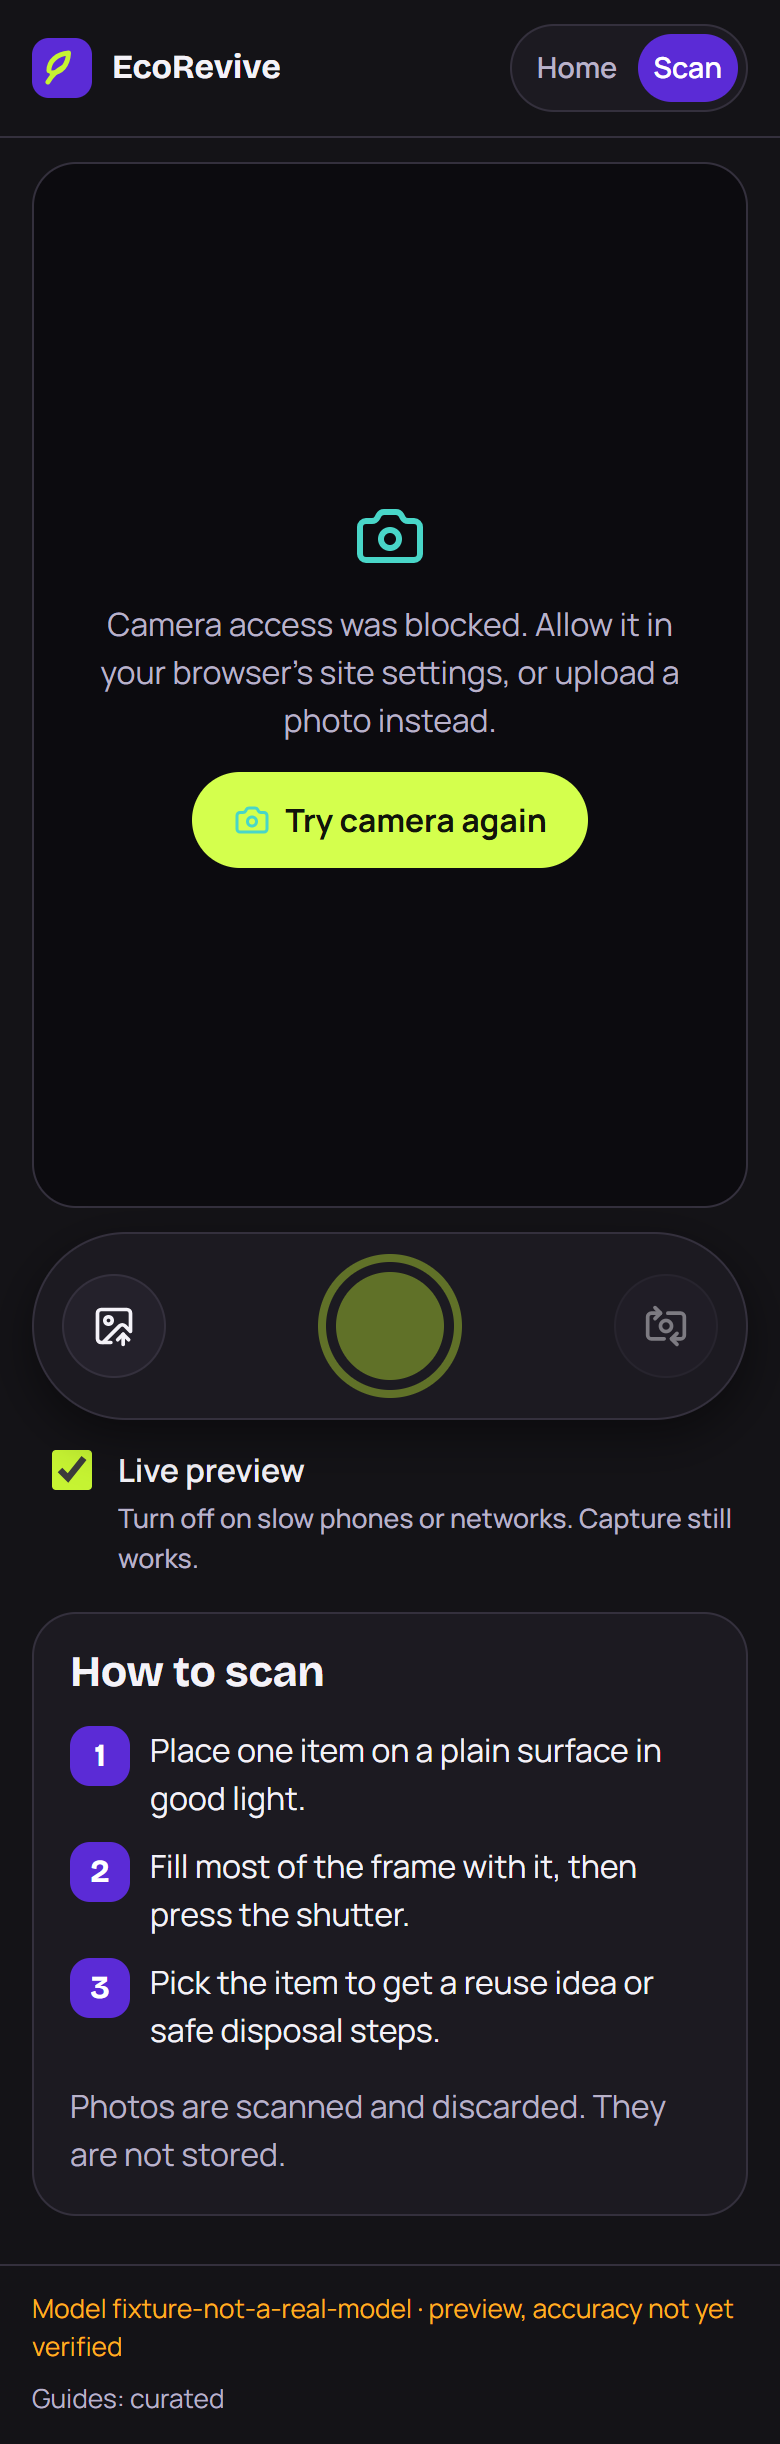 EcoRevive
Home
Scan
Camera access was blocked. Allow it in
your browser’s site settings, or upload a
photo instead.
Try camera again
Live preview
Turn off on slow phones or networks. Capture still
works.
How to scan
1
Place one item on a plain surface in
good light.
2
Fill most of the frame with it, then
press the shutter.
3
Pick the item to get a reuse idea or
safe disposal steps.
Photos are scanned and discarded. They
are not stored.
Model fixture-not-a-real-model · preview, accuracy not yet
verified
Guides: curated